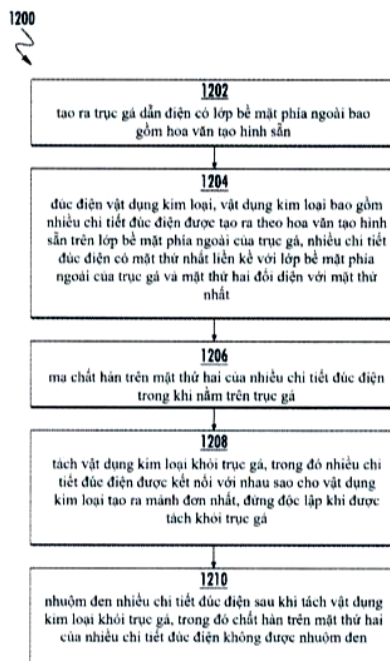 1200
1202
tạo ra trục gá dẫn điện có lớp bề mặt phía ngoài bao
gồm hoa văn tạo hình sẵn
1204
đúc điện vật dụng kim loại, vật dụng kim loại bao gồm
nhiều chi tiết đúc điện được tạo ra theo hoa văn tạo hình
sẵn trên lớp bề mặt phía ngoài của trục gá, nhiều chi tiết
đúc điện có mặt thứ nhất liền kề với lớp bề mặt phía
ngoài của trục gá và mặt thứ hai đối diện với mặt thứ
nhất
1206
mạ chất hàn trên mặt thứ hai của nhiều chi tiết đúc điện
trong khi nằm trên trục gá
1208
tách vật dụng kim loại khỏi trục gá, trong đó nhiều chi
tiết đúc điện được kết nối với nhau sao cho vật dụng
kim loại tạo ra mảnh đơn nhất, đứng độc lập khi được
tách khỏi trục gá
1210
nhuộm đen nhiều chi tiết đúc điện sau khi tách vật dụng
kim loại khỏi trục gá, trong đó chất hàn trên mặt thứ hai
của nhiều chi tiết đúc điện không được nhuộm đen